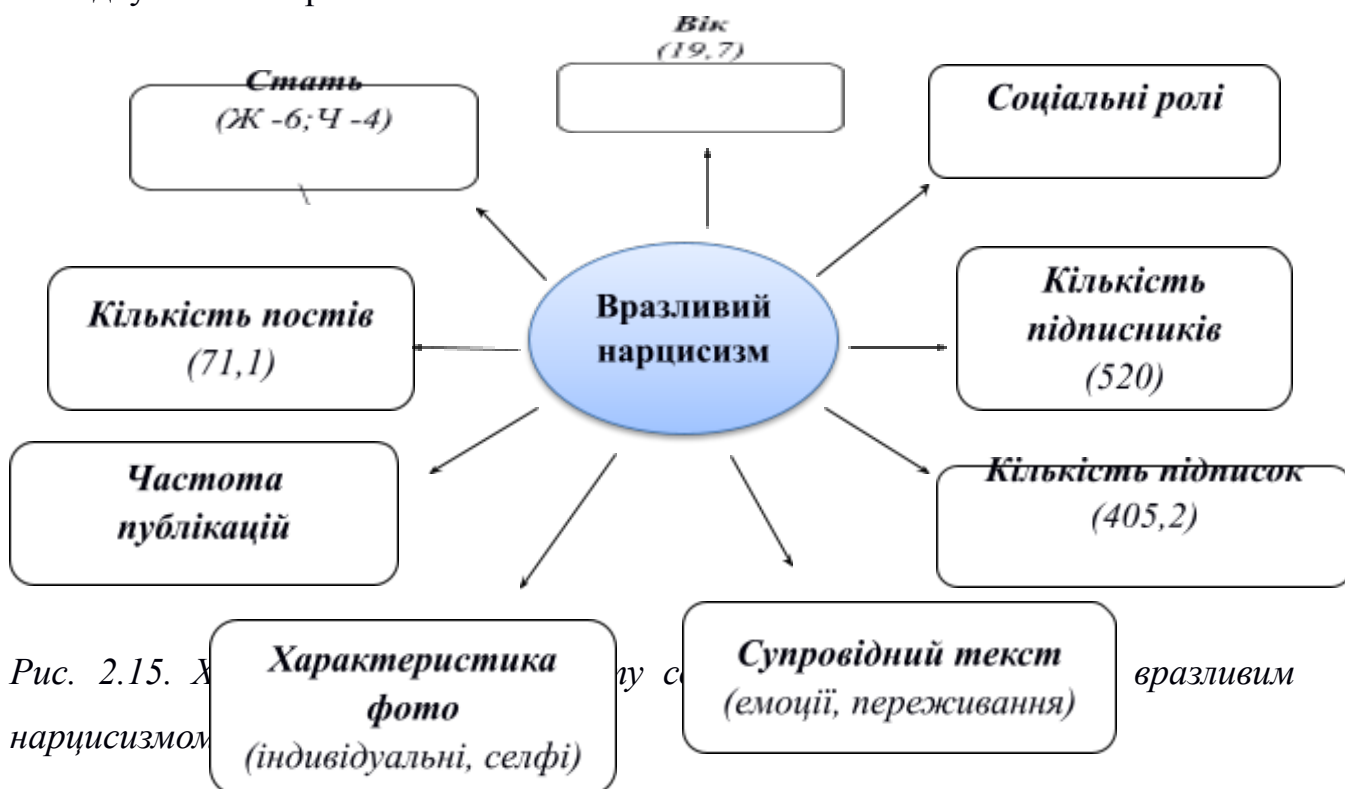 Вік
(19,7)
Стать
(Ж -6;Ч -4)
Соціальні ролі
Кількість постів
(71,1)
Вразливий
нарцисизм
Кількість
підписників
(520)
Частота
публікацій
Кількість підписок
(405,2)
Характеристика
фото
(індивідуальні, селфі)
Супровідний текст
(емоції, переживання)
Рис. 2.15. вразливим
нарцисизмом